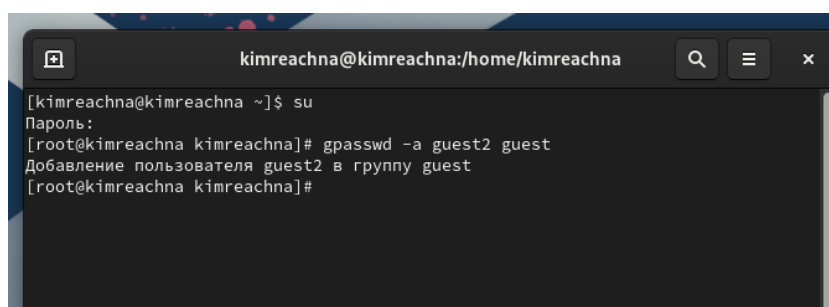 kimreachna@kimreachna:/home/kimreachna
[kimreachna@kimreachna ~]$ su
Пароль:
[root@kimreachna kimreachna]# gpasswd -a guest2 guest
Добавление пользователя guest2 в группу guest
[root@kimreachna kimreachna]#